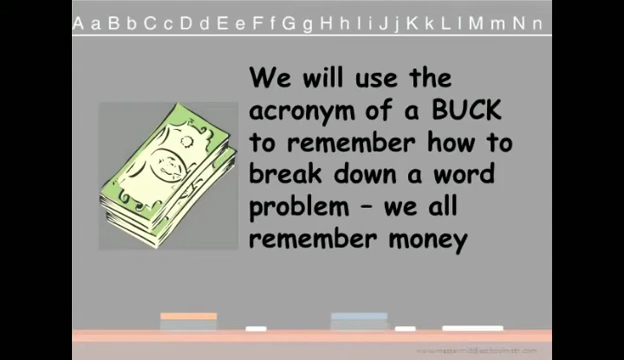 AaBbCcDdEeFfGgHhIiJjKkLlMmNn
We will use the
acronym of a BUCK
to remember how to
break down a word
problem – we all
remember money